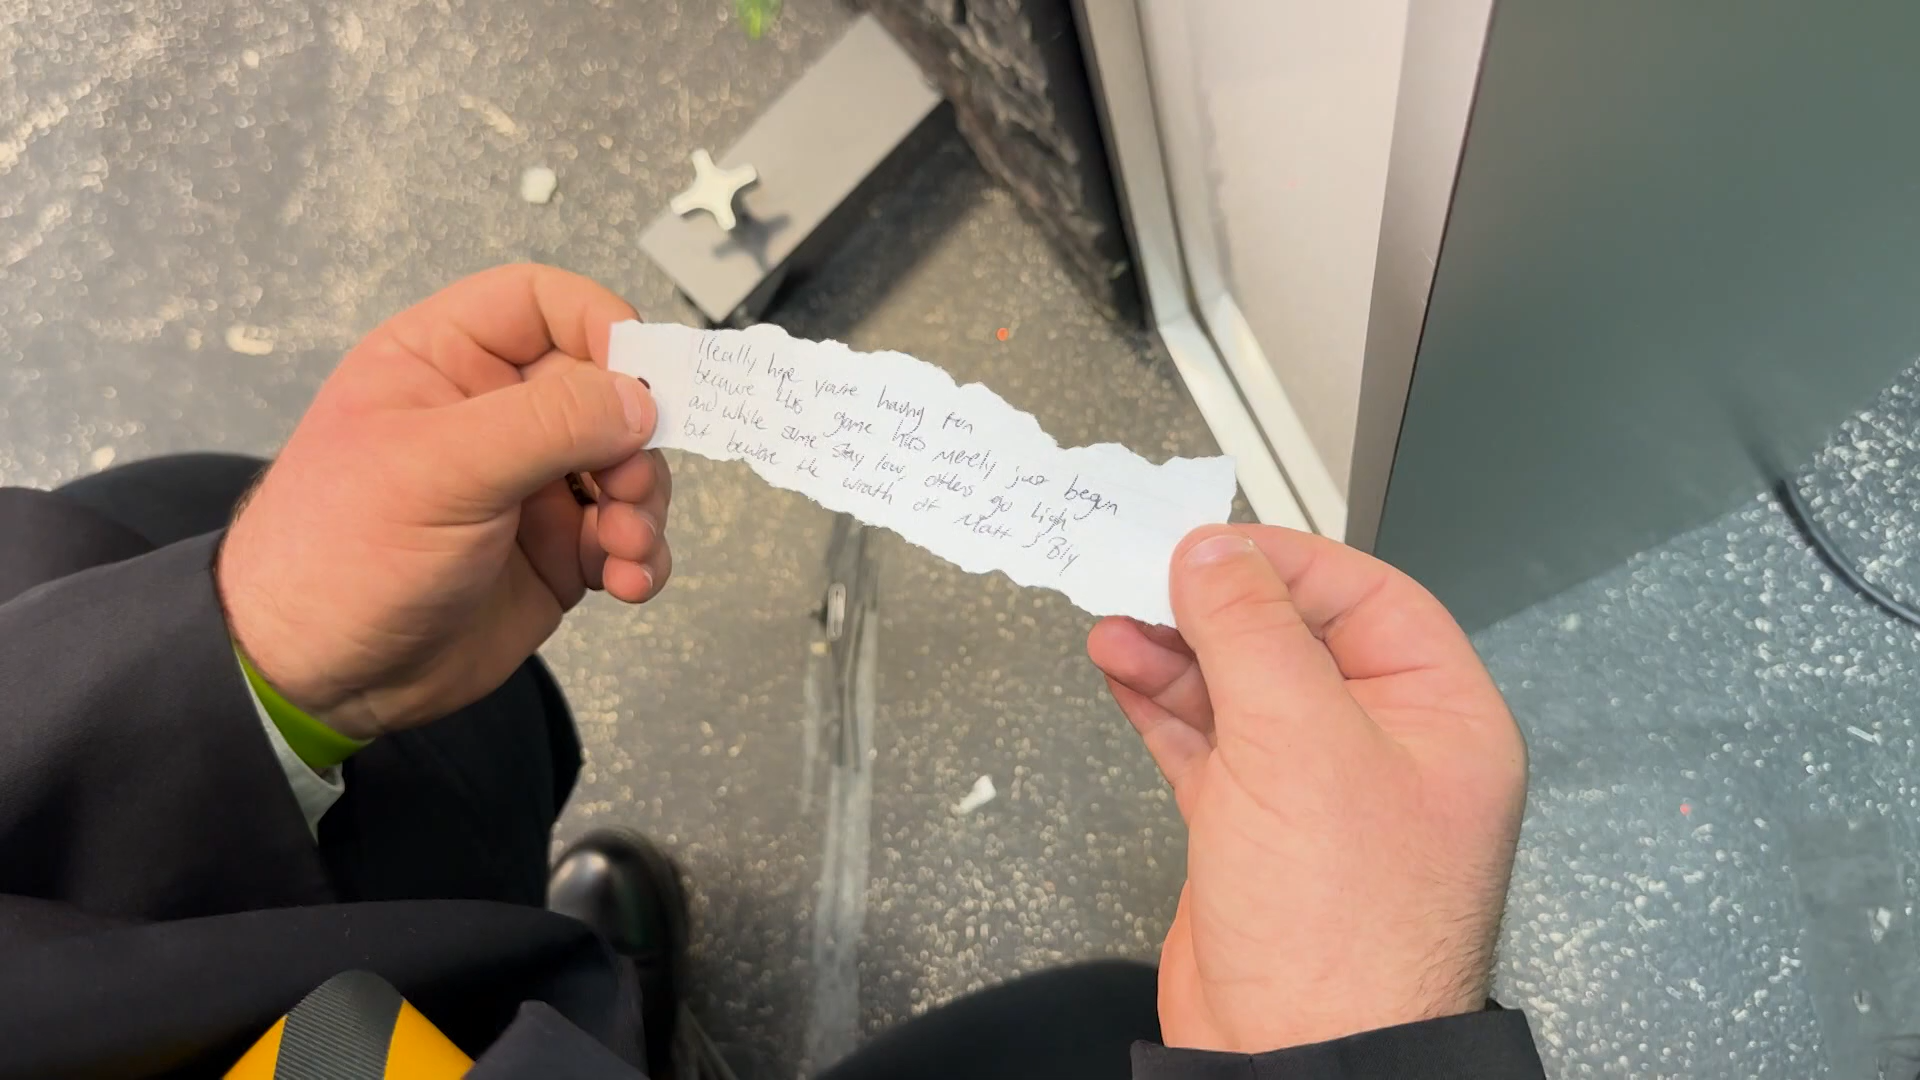 I really hope you're having fun
because this game has merely just begun
and while some stay low, others go high
but beware the wrath of Matt & Bly